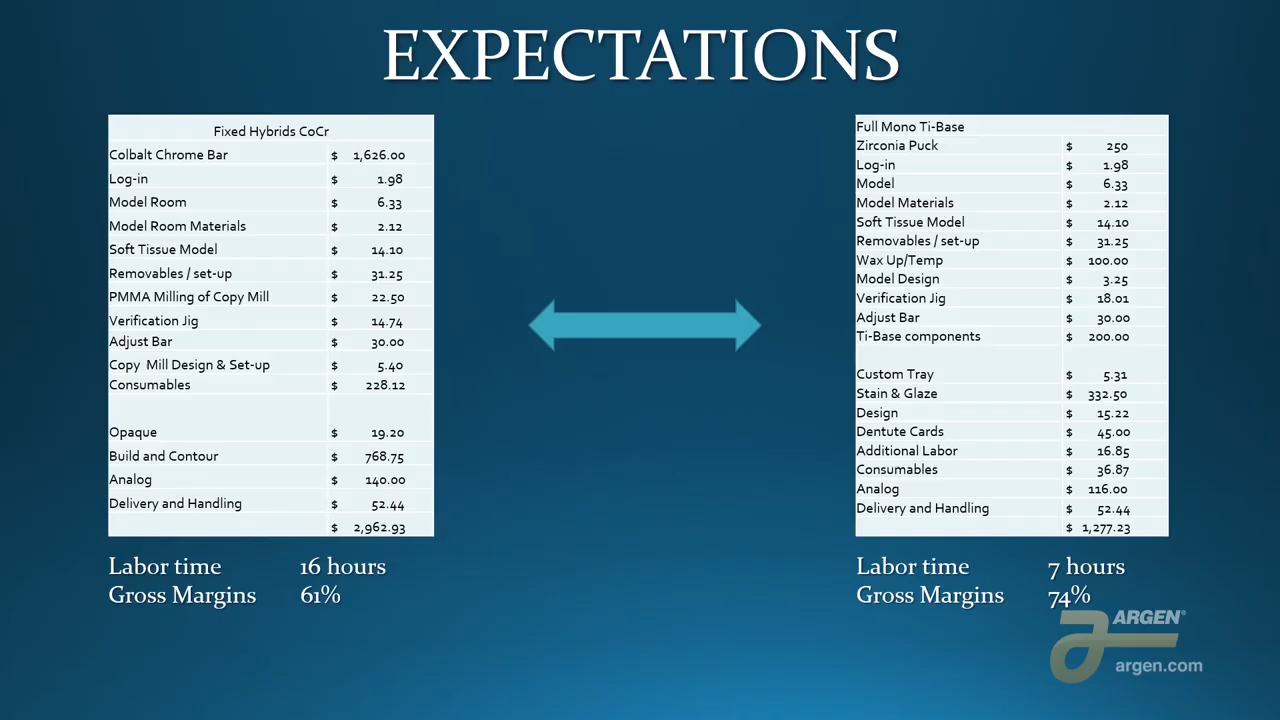 EXPECTATIONS
Fixed Hybrids CoCr
Colbalt Chrome Bar $ 1,626.00
Log-in $ 1.98
Model Room $ 6.33
Model Room Materials $ 2.12
Soft Tissue Model $ 14.10
Removables / set-up $ 31.25
PMMA Milling of Copy Mill $ 22.50
Verification Jig $ 14.74
Adjust Bar $ 30.00
Copy Mill Design & Set-up $ 5.40
Consumables $ 228.12
Opaque $ 19.20
Build and Contour $ 768.75
Analog $ 140.00
Delivery and Handling $ 52.44
$ 2,962.93
Labor time 16 hours
Gross Margins 61%
Full Mono Ti-Base
Zirconia Puck $ 250
Log-in $ 1.98
Model $ 6.33
Model Materials $ 2.12
Soft Tissue Model $ 14.10
Removables / set-up $ 31.25
Wax Up/Temp $ 100.00
Model Design $ 3.25
Verification Jig $ 18.01
Adjust Bar $ 30.00
Ti-Base components $ 200.00
Custom Tray $ 5.31
Stain & Glaze $ 332.50
Design $ 15.22
Dentute Cards $ 45.00
Additional Labor $ 16.85
Consumables $ 36.87
Analog $ 116.00
Delivery and Handling $ 52.44
$ 1,277.23
Labor time 7 hours
Gross Margins 74%
ARGEN®
argen.com